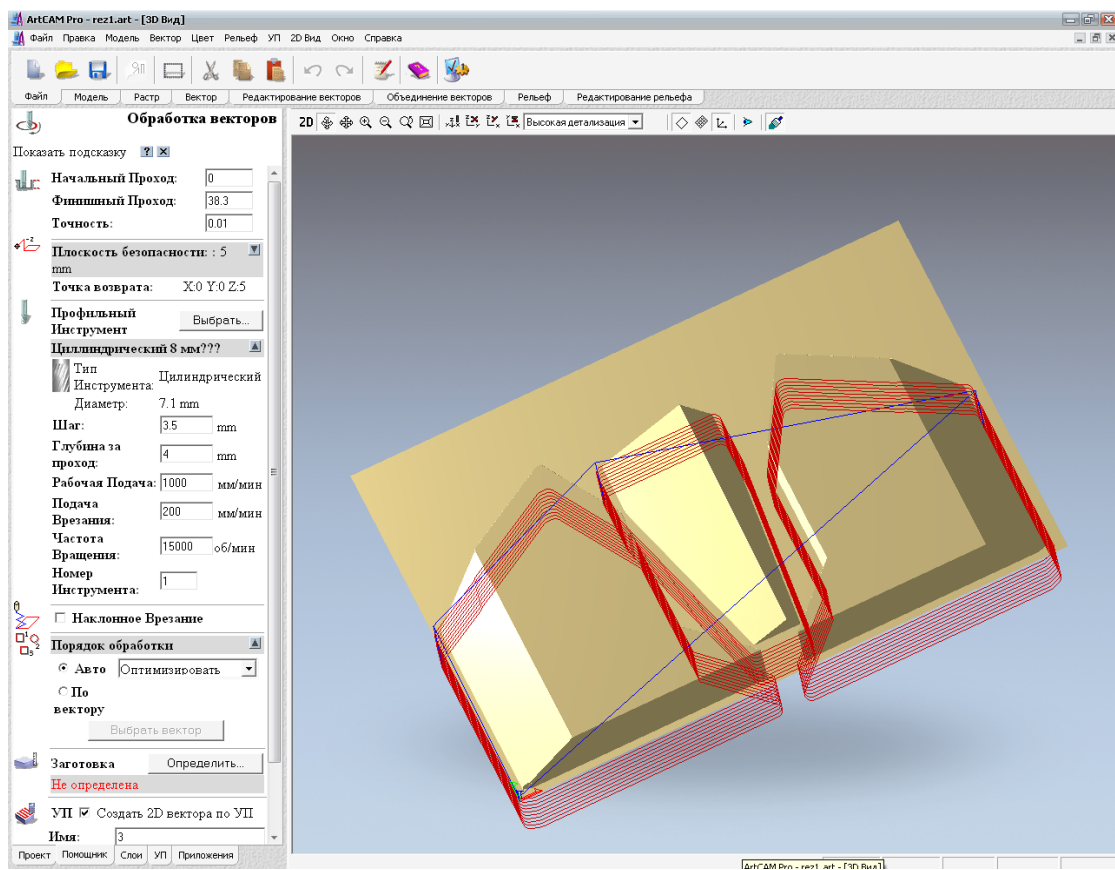 ArtCAM Pro - rez1.art - [3D Вид]
Файл Правка Модель Вектор Цвет Рельеф УП 2D Вид Окно Справка
Файл Модель Растр Вектор Редактирование векторов Объединение векторов Рельеф Редактирование рельефа
Обработка векторов
2D Высокая детализация
Показать подсказку ? X
Начальный Проход: 0
Финишный Проход: 38.3
Точность: 0.01
Плоскость безопасности: : 5
mm
Точка возврата: X:0 Y:0 Z:5
Профильный
Инструмент
Выбрать...
Циллиндрический 8 мм???
Тип
Инструмента: Цилиндрический
Диаметр: 7.1 mm
Шаг: 3.5 mm
Глубина за
проход: 4 mm
Рабочая Подача: 1000 мм/мин
Подача
Врезания: 200 мм/мин
Частота
Вращения: 15000 об/мин
Номер
Инструмента: 1
Наклонное Врезание
Порядок обработки
Авто Оптимизировать
По
вектору
Выбрать вектор
Заготовка Определить...
Не определена
УП Создать 2D вектора по УП
Имя: 3
Проект Помощник Слои УП Приложения
ArtCAM Pro - rez1.art - [3D Вид]